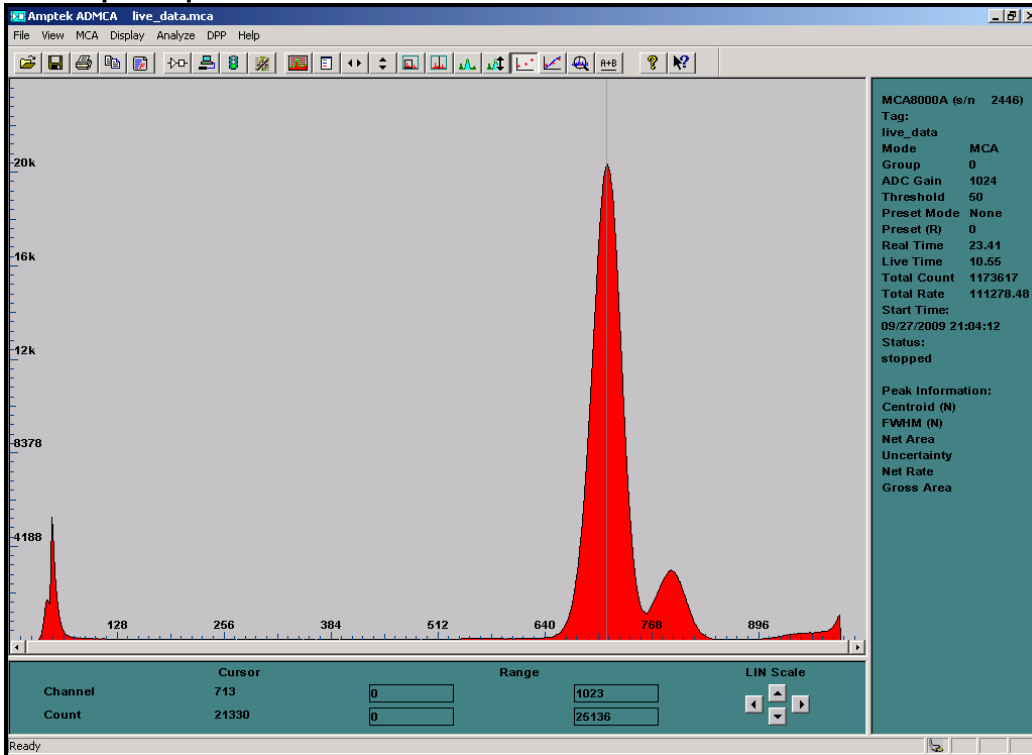 Amptek ADMCA live_data.mca
File View MCA Display Analyze DPP Help
A+B
20k
16k
12k
8378
4188
128 256 384 512 640 768 896
MCA8000A (s/n 2446)
Tag:
live_data
Mode MCA
Group 0
ADC Gain 1024
Threshold 50
Preset Mode None
Preset (R) 0
Real Time 23.41
Live Time 10.55
Total Count 1173617
Total Rate 111278.48
Start Time:
09/27/2009 21:04:12
Status:
stopped
Peak Information:
Centroid (N)
FWHM (N)
Net Area
Uncertainty
Net Rate
Gross Area
Cursor Range LIN Scale
Channel 713 0 1023
Count 21330 0 25136
Ready